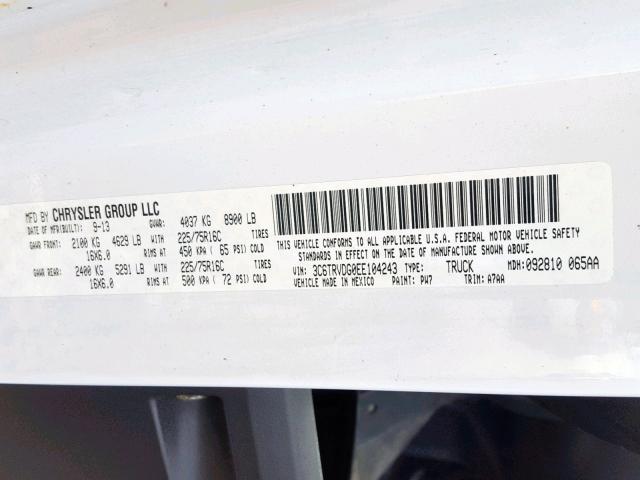 MFD BY CHRYSLER GROUP LLC
DATE OF MFR(BUILT): 9-13 GVWR: 4037 KG 8900 LB
GAWR FRONT: 2100 KG 4629 LB WITH 225/75R16C TIRES
16X6.0 RIMS AT 450 KPA ( 65 PSI) COLD
GAWR REAR: 2400 KG 5291 LB WITH 225/75R16C TIRES
16X6.0 RIMS AT 500 KPA ( 72 PSI) COLD
THIS VEHICLE CONFORMS TO ALL APPLICABLE U.S.A. FEDERAL MOTOR VEHICLE SAFETY
STANDARDS IN EFFECT ON THE DATE OF MANUFACTURE SHOWN ABOVE.
VIN: 3C6TRVDG0EE104243 TYPE: TRUCK MDH: 092810 065AA
VEHICLE MADE IN MEXICO PAINT: PW7 TRIM: A7AA